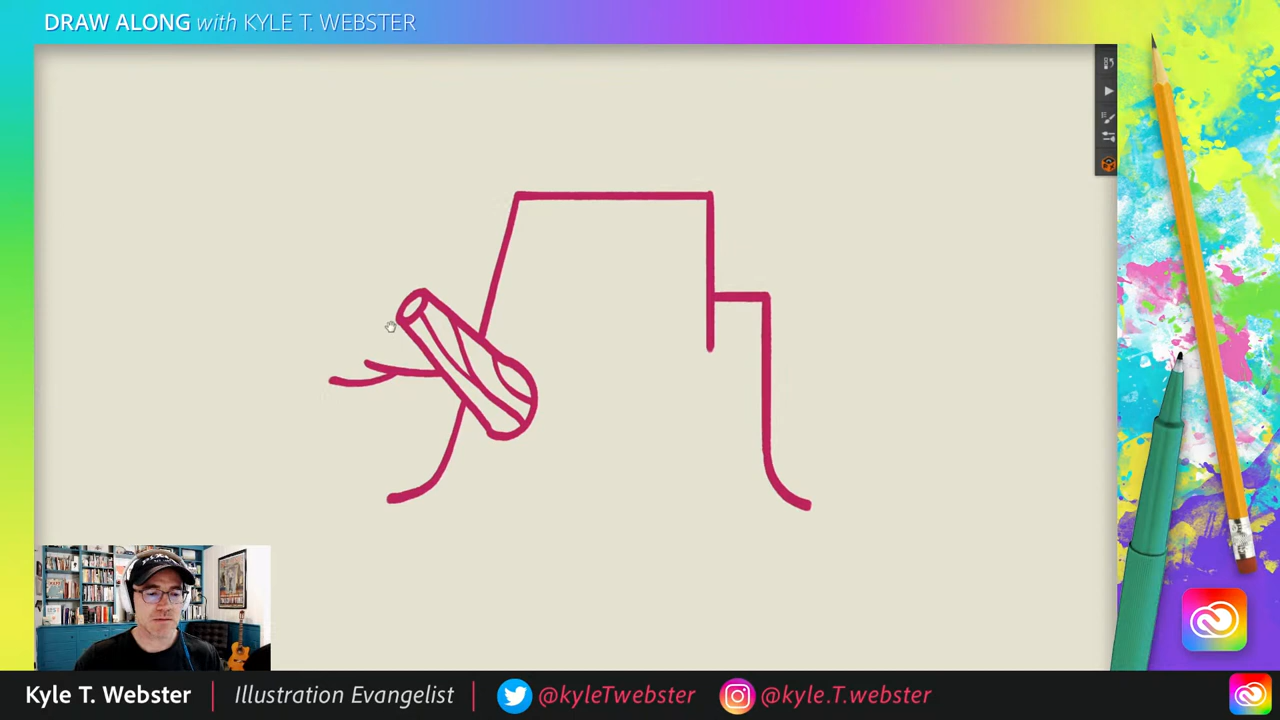 DRAW ALONG with KYLE T. WEBSTER
Kyle T. Webster | Illustration Evangelist @kyleTwebster @kyle.T.webster